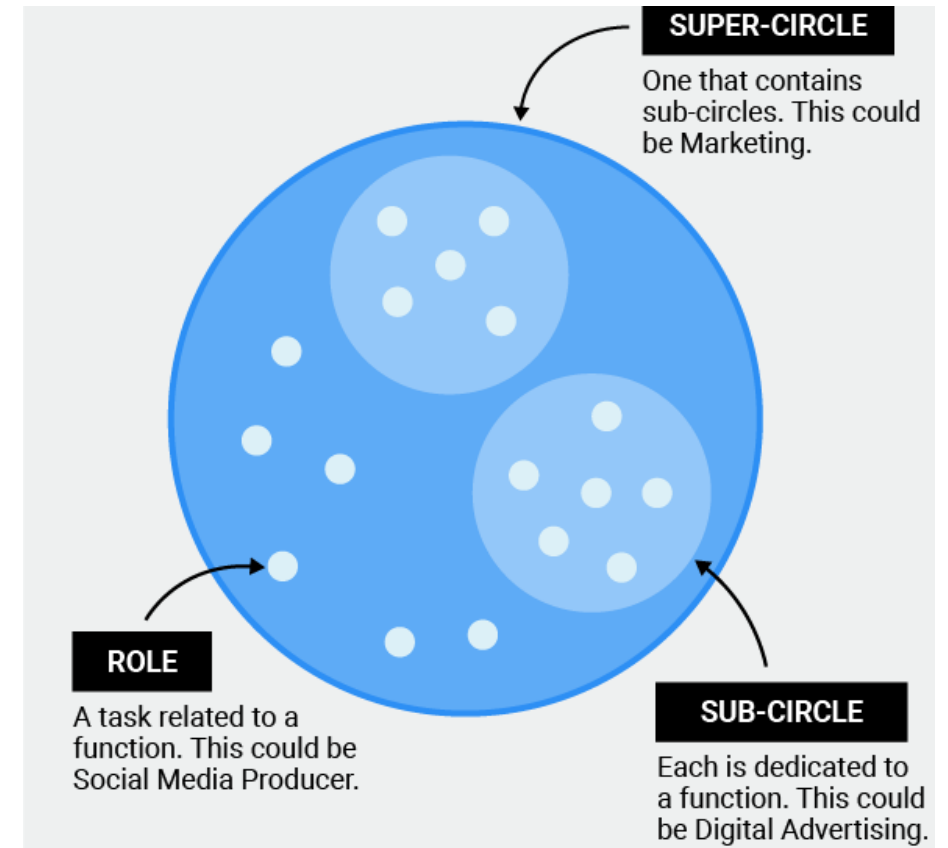 SUPER-CIRCLE
One that contains
sub-circles. This could
be Marketing.
ROLE
A task related to a
function. This could be
Social Media Producer.
SUB-CIRCLE
Each is dedicated to
a function. This could
be Digital Advertising.